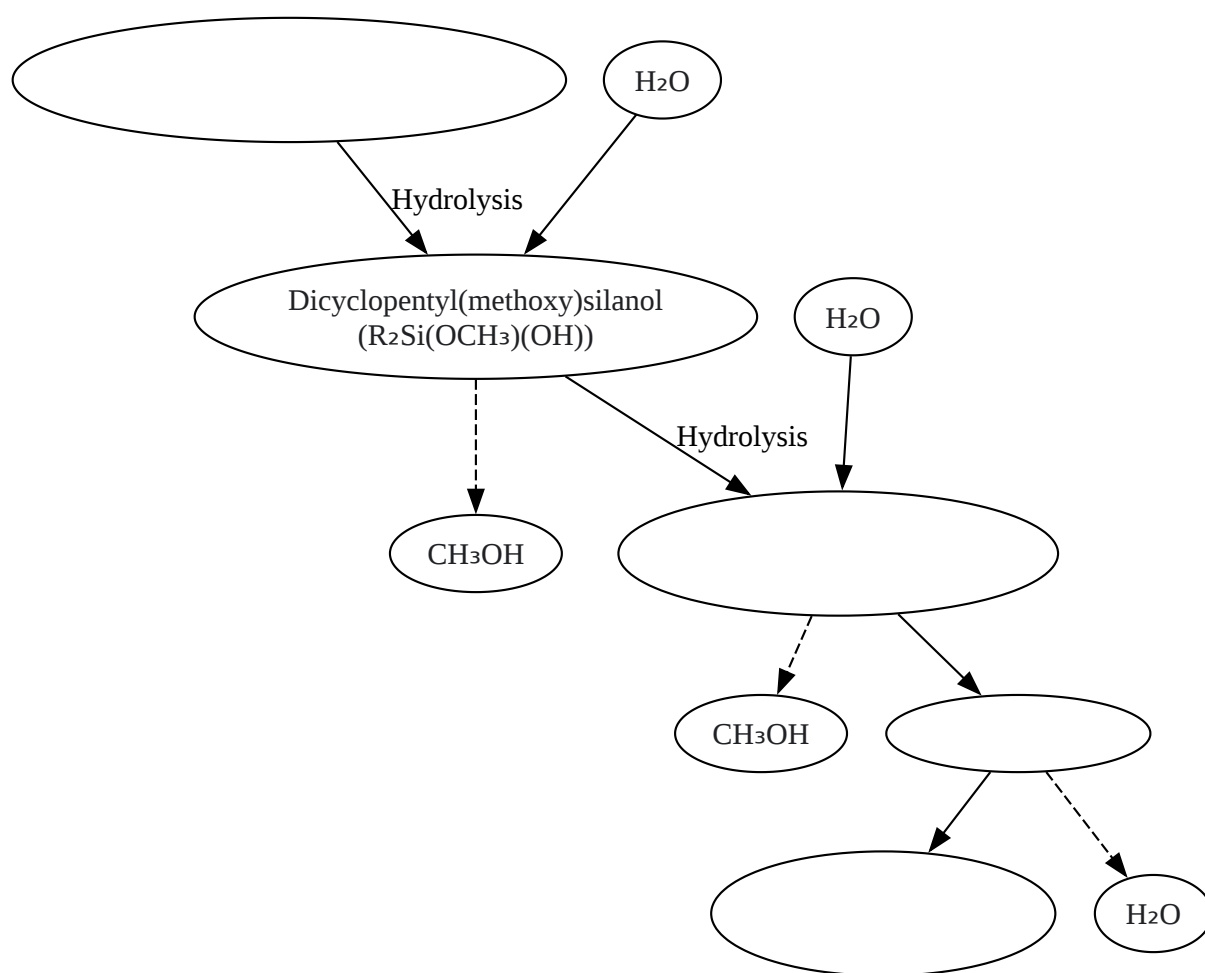 H₂O
Hydrolysis
Dicyclopentyl(methoxy)silanol
(R₂Si(OCH₃)(OH))
H₂O
Hydrolysis
CH₃OH
CH₃OH
H₂O